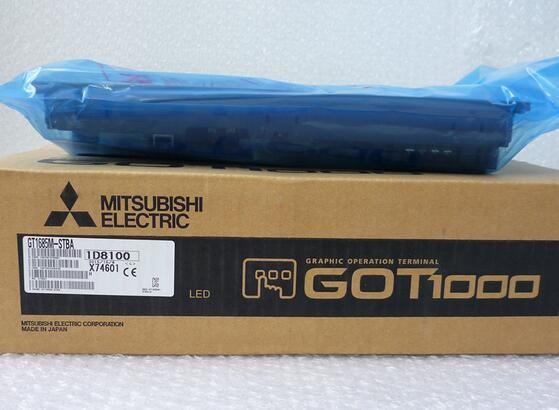 MITSUBISHI
ELECTRIC
GT1685M-STBA
1D8100
X74601 CE
LED
GRAPHIC OPERATION TERMINAL
GOT1000
MITSUBISHI ELECTRIC CORPORATION
MADE IN JAPAN